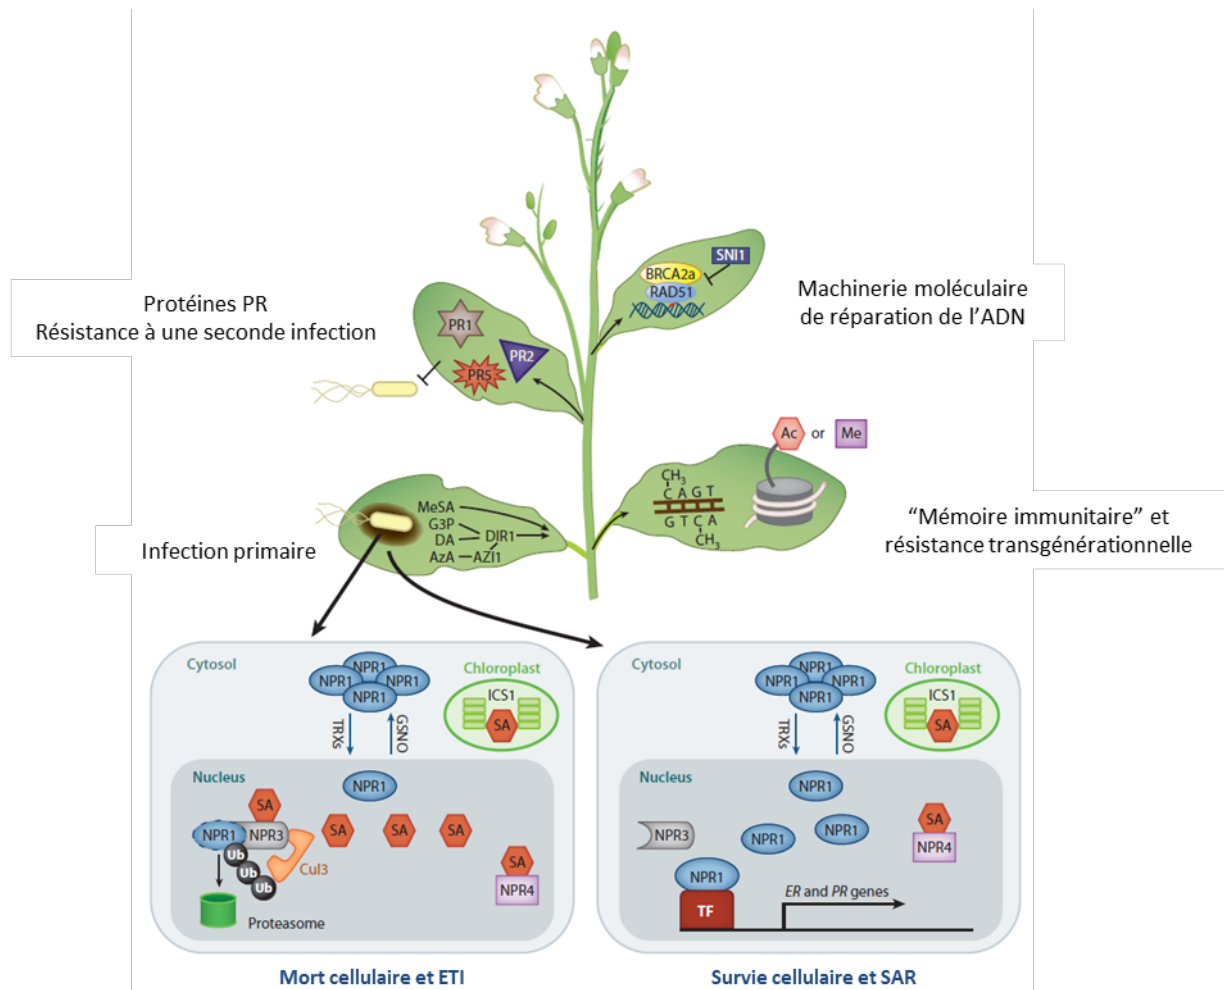 SNI1
BRCA2a
RAD51
Machinerie moléculaire
de réparation de l’ADN
Protéines PR
Résistance à une seconde infection
PR1
PR2
PR5
Ac or Me
CH3
C A G T
G T C A
CH3
“Mémoire immunitaire” et
résistance transgénérationnelle
Infection primaire
MeSA
G3P
DA
DIR1
AzA
AZI1
Cytosol
NPR1
NPR1
NPR1
NPR1
Chloroplast
ICS1
SA
TRXs
GSNO
Nucleus
NPR1
SA
NPR1
NPR3
SA
SA
SA
Ub
Ub
Ub
Cul3
SA
NPR4
Proteasome
Mort cellulaire et ETI
Cytosol
NPR1
NPR1
NPR1
NPR1
Chloroplast
ICS1
SA
TRXs
GSNO
Nucleus
NPR1
SA
NPR3
NPR1
NPR1
NPR4
NPR1
TF
ER and PR genes
Survie cellulaire et SAR